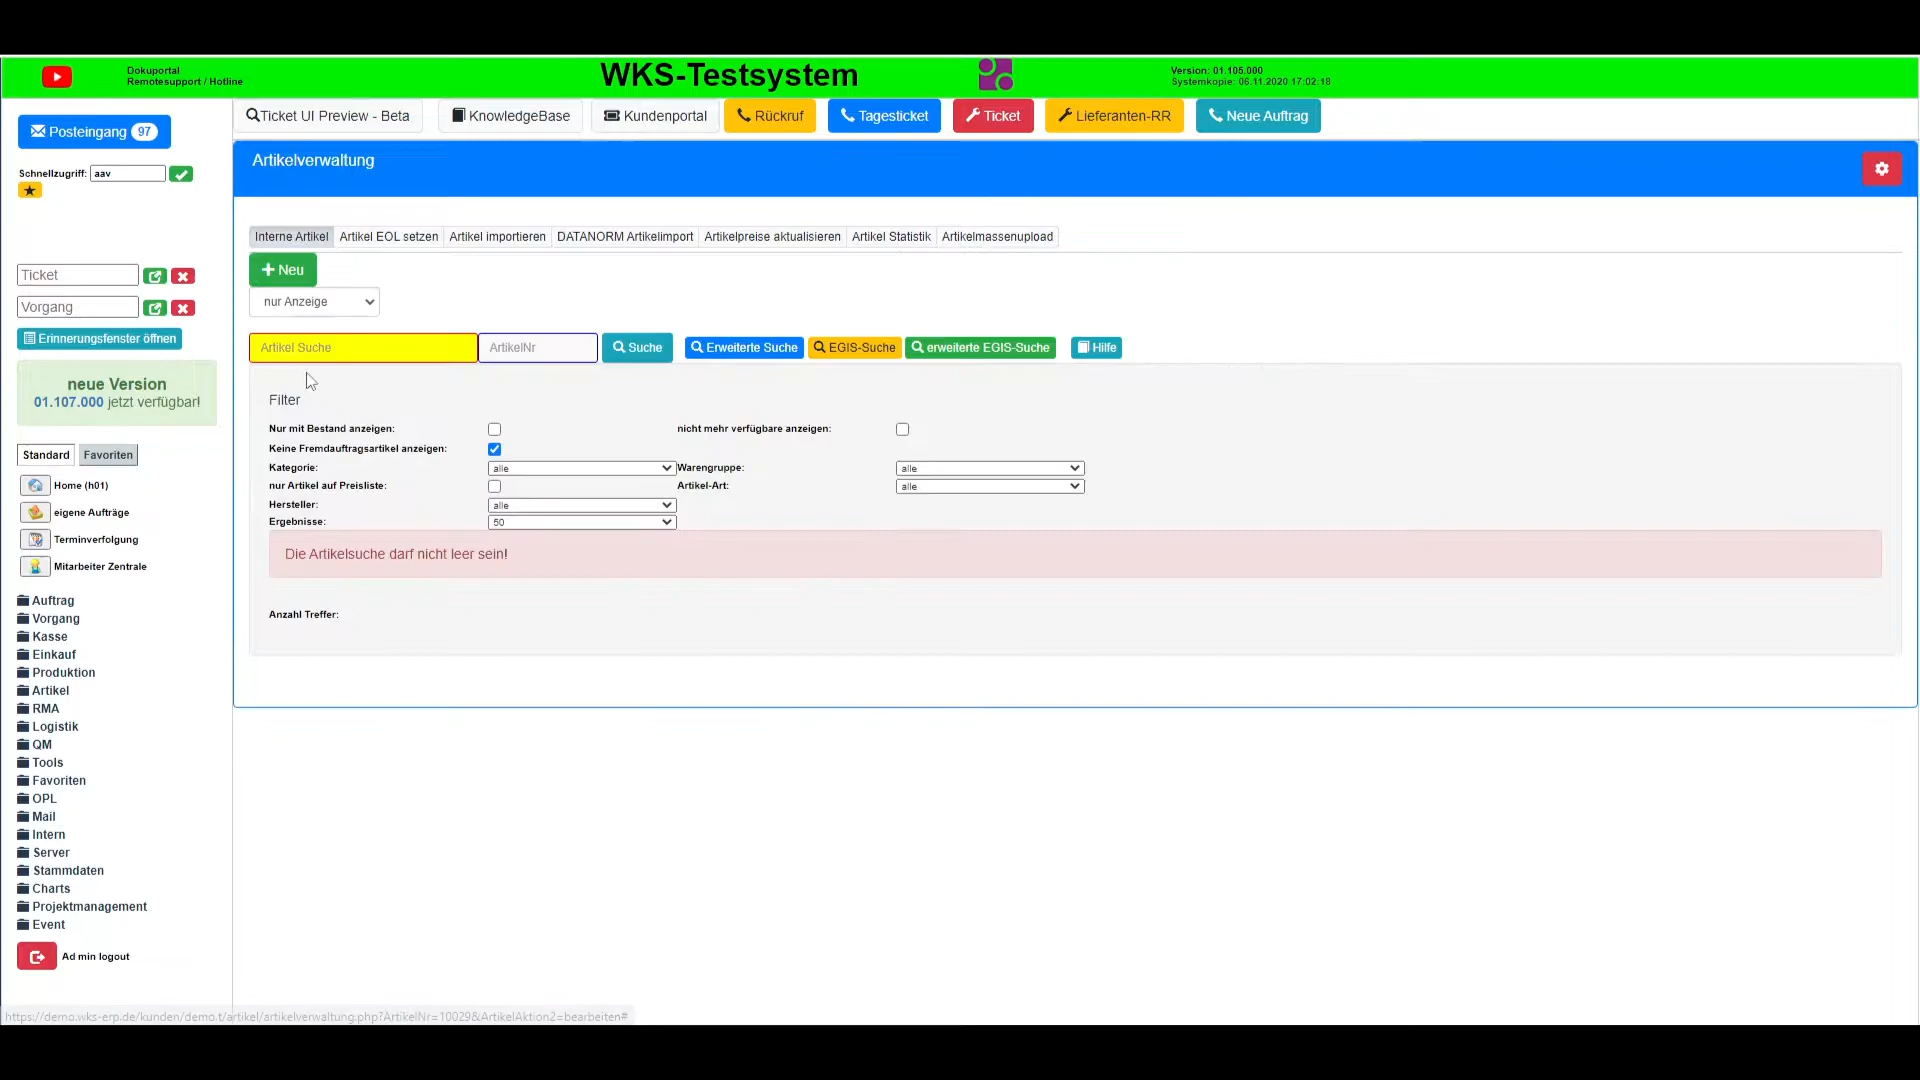 Dokuportal
Remotesupport / Hotline
WKS-Testsystem
Version: 01.105.000
Systemkopie: 06.11.2020 17:02:18
Posteingang 97
Ticket UI Preview - Beta
KnowledgeBase
Kundenportal
Rückruf
Tagesticket
Ticket
Lieferanten-RR
Neue Auftrag
Schnellzugriff: aav
Artikelverwaltung
Interne Artikel
Artikel EOL setzen
Artikel importieren
DATANORM Artikelimport
Artikelpreise aktualisieren
Artikel Statistik
Artikelmassenupload
Neu
nur Anzeige
Artikel Suche
ArtikelNr
Suche
Erweiterte Suche
EGIS-Suche
erweiterte EGIS-Suche
Hilfe
Filter
Nur mit Bestand anzeigen:
nicht mehr verfügbare anzeigen:
Keine Fremdauftragsartikel anzeigen:
Kategorie: alle
Warengruppe: alle
nur Artikel auf Preisliste:
Artikel-Art: alle
Hersteller: alle
Ergebnisse: 50
Die Artikelsuche darf nicht leer sein!
Anzahl Treffer:
Ticket
Vorgang
Erinnerungsfenster öffnen
neue Version
01.107.000 jetzt verfügbar!
Standard
Favoriten
Home (h01)
eigene Aufträge
Terminverfolgung
Mitarbeiter Zentrale
Auftrag
Vorgang
Kasse
Einkauf
Produktion
Artikel
RMA
Logistik
QM
Tools
Favoriten
OPL
Mail
Intern
Server
Stammdaten
Charts
Projektmanagement
Event
Ad min logout
https://demo.wks-erp.de/kunden/demo.t/artikel/artikelverwaltung.php?ArtikelNr=10029&ArtikelAktion2=bearbeiten#